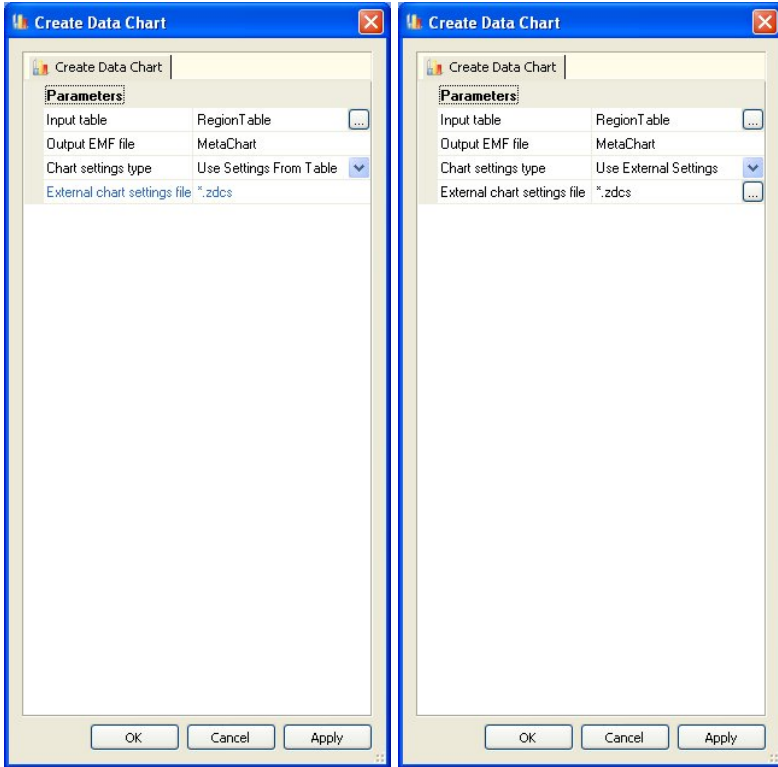 Create Data Chart
Create Data Chart
Parameters
Input table RegionTable ...
Output EMF file MetaChart
Chart settings type Use Settings From Table
External chart settings file *.zdcs
OK Cancel Apply
Create Data Chart
Create Data Chart
Parameters
Input table RegionTable ...
Output EMF file MetaChart
Chart settings type Use External Settings
External chart settings file *.zdcs ...
OK Cancel Apply